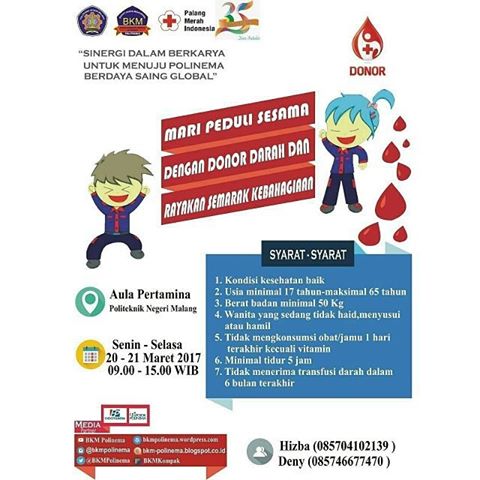 BKM
Palang
Merah
Indonesia
"SINERGI DALAM BERKARYA
UNTUK MENUJU POLINEMA
BERDAYA SAING GLOBAL"
DONOR
MARI PEDULI SESAMA
DENGAN DONOR DARAH DAN
RAYAKAN SEMARAK KEBAHAGIAAN
SYARAT - SYARAT
1. Kondisi kesehatan baik
2. Usia minimal 17 tahun-maksimal 65 tahun
3. Berat badan minimal 50 Kg
4. Wanita yang sedang tidak haid,menyusui
atau hamil
5. Tidak mengkonsumsi obat/jamu 1 hari
terakhir kecuali vitamin
6. Minimal tidur 5 jam
7. Tidak menerima transfusi darah dalam
6 bulan terakhir
Aula Pertamina
Politeknik Negeri Malang
Senin - Selasa
20 - 21 Maret 2017
09.00 - 15.00 WIB
MEDIA
Partner
BKM Polinema
bkmpolinema.wordpress.com
@bkmpolinema
bkm-polinema.blogspot.co.id
@BKMPolinema
BKMKompak
Hizba (085704102139 )
Deny (085746677470 )